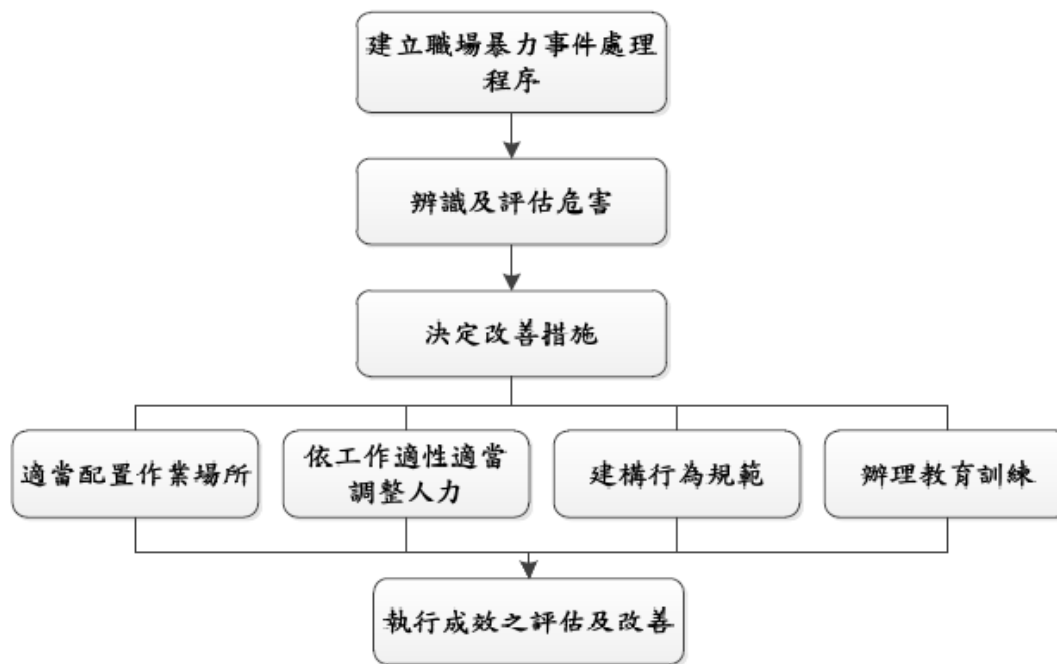 建立職場暴力事件處理
程序
辨識及評估危害
決定改善措施
適當配置作業場所
依工作適性適當
調整人力
建構行為規範
辦理教育訓練
執行成效之評估及改善